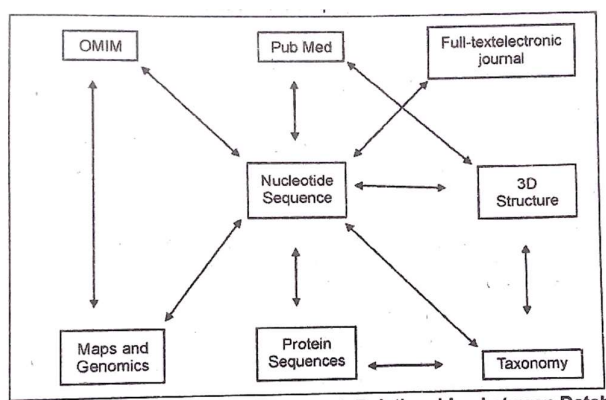 OMIM
Pub Med
Full-textelectronic
journal
Nucleotide
Sequence
3D
Structure
Maps and
Genomics
Protein
Sequences
Taxonomy